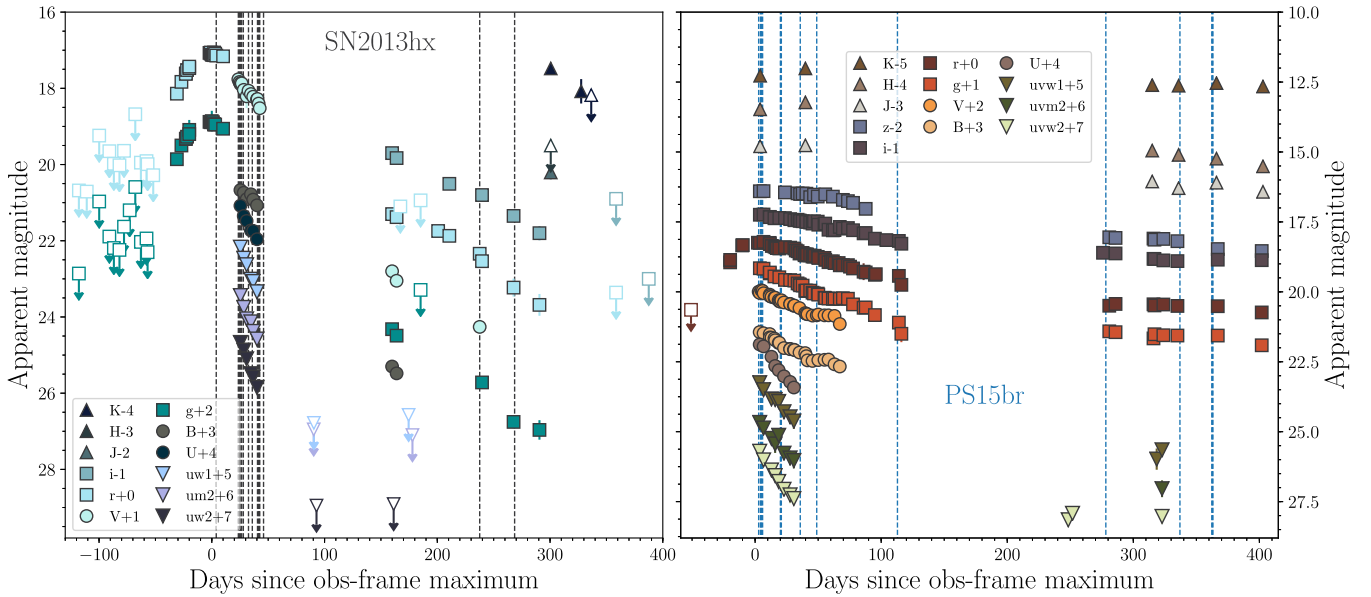 SN2013hx
16
18
20
22
24
26
28
Apparent magnitude
−100
0
100
200
300
400
Days since obs-frame maximum
K-4
H-3
J-2
i-1
r+0
V+1
g+2
B+3
U+4
uw1+5
um2+6
uw2+7
PS15br
K-5
H-4
J-3
z-2
i-1
r+0
g+1
V+2
B+3
U+4
uvw1+5
uvm2+6
uvw2+7
10.0
12.5
15.0
17.5
20.0
22.5
25.0
27.5
Apparent magnitude
0
100
200
300
400
Days since obs-frame maximum